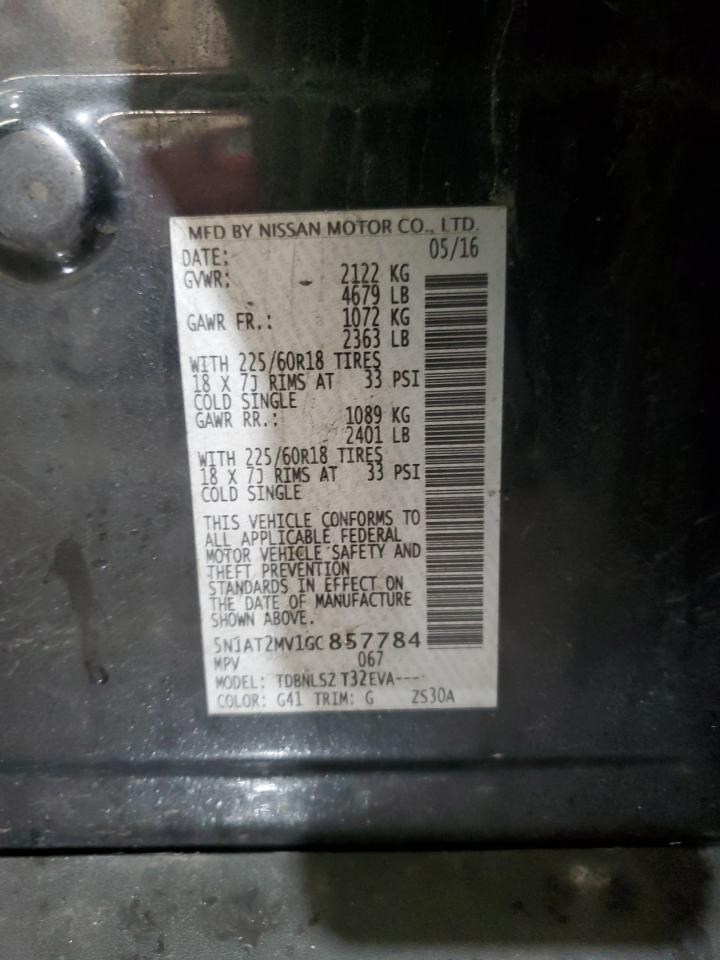 MFD BY NISSAN MOTOR CO., LTD.
DATE: 05/16
GVWR: 2122 KG
4679 LB
GAWR FR.: 1072 KG
2363 LB
WITH 225/60R18 TIRES
18 X 7J RIMS AT 33 PSI
COLD SINGLE
GAWR RR.: 1089 KG
2401 LB
WITH 225/60R18 TIRES
18 X 7J RIMS AT 33 PSI
COLD SINGLE
THIS VEHICLE CONFORMS TO
ALL APPLICABLE FEDERAL
MOTOR VEHICLE SAFETY AND
THEFT PREVENTION
STANDARDS IN EFFECT ON
THE DATE OF MANUFACTURE
SHOWN ABOVE.
5N1AT2MV1GC857784
MPV 067
MODEL: TDBNLS2 T32EVA---
COLOR: G41 TRIM: G 2S30A